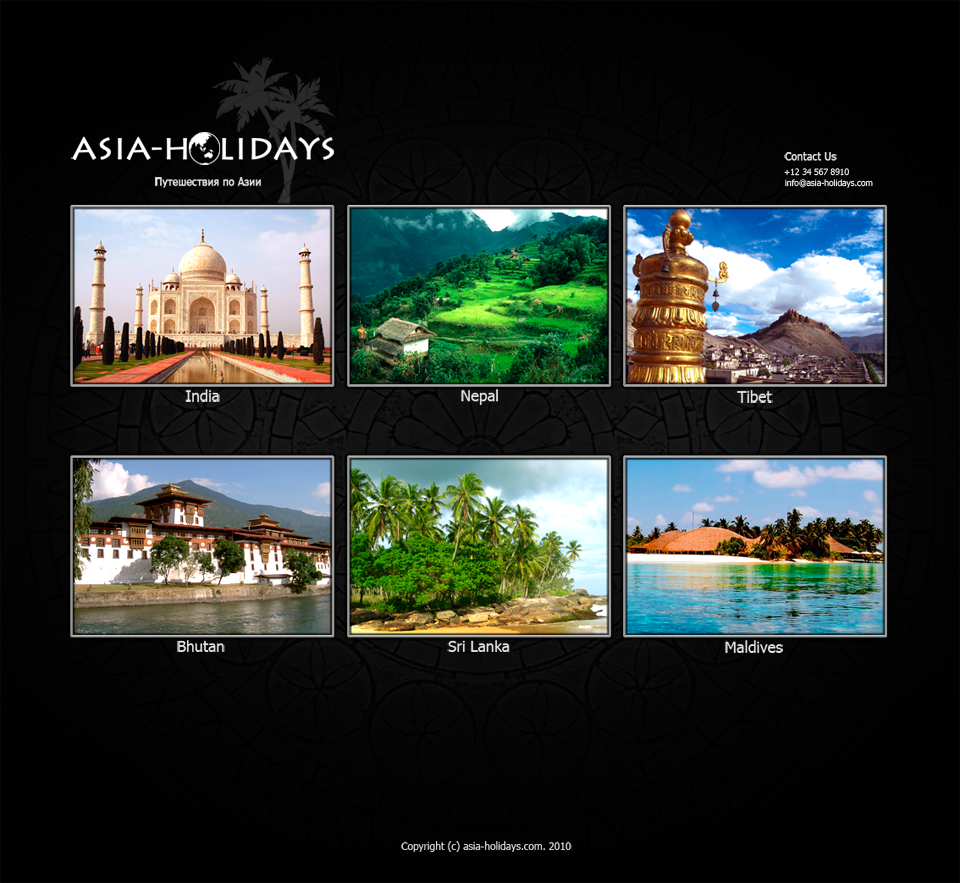 ASIA-HOLIDAYS
Путешествия по Азии
Contact Us
+12 34 567 8910
info@asia-holidays.com
India
Nepal
Tibet
Bhutan
Sri Lanka
Maldives
Copyright (c) asia-holidays.com. 2010